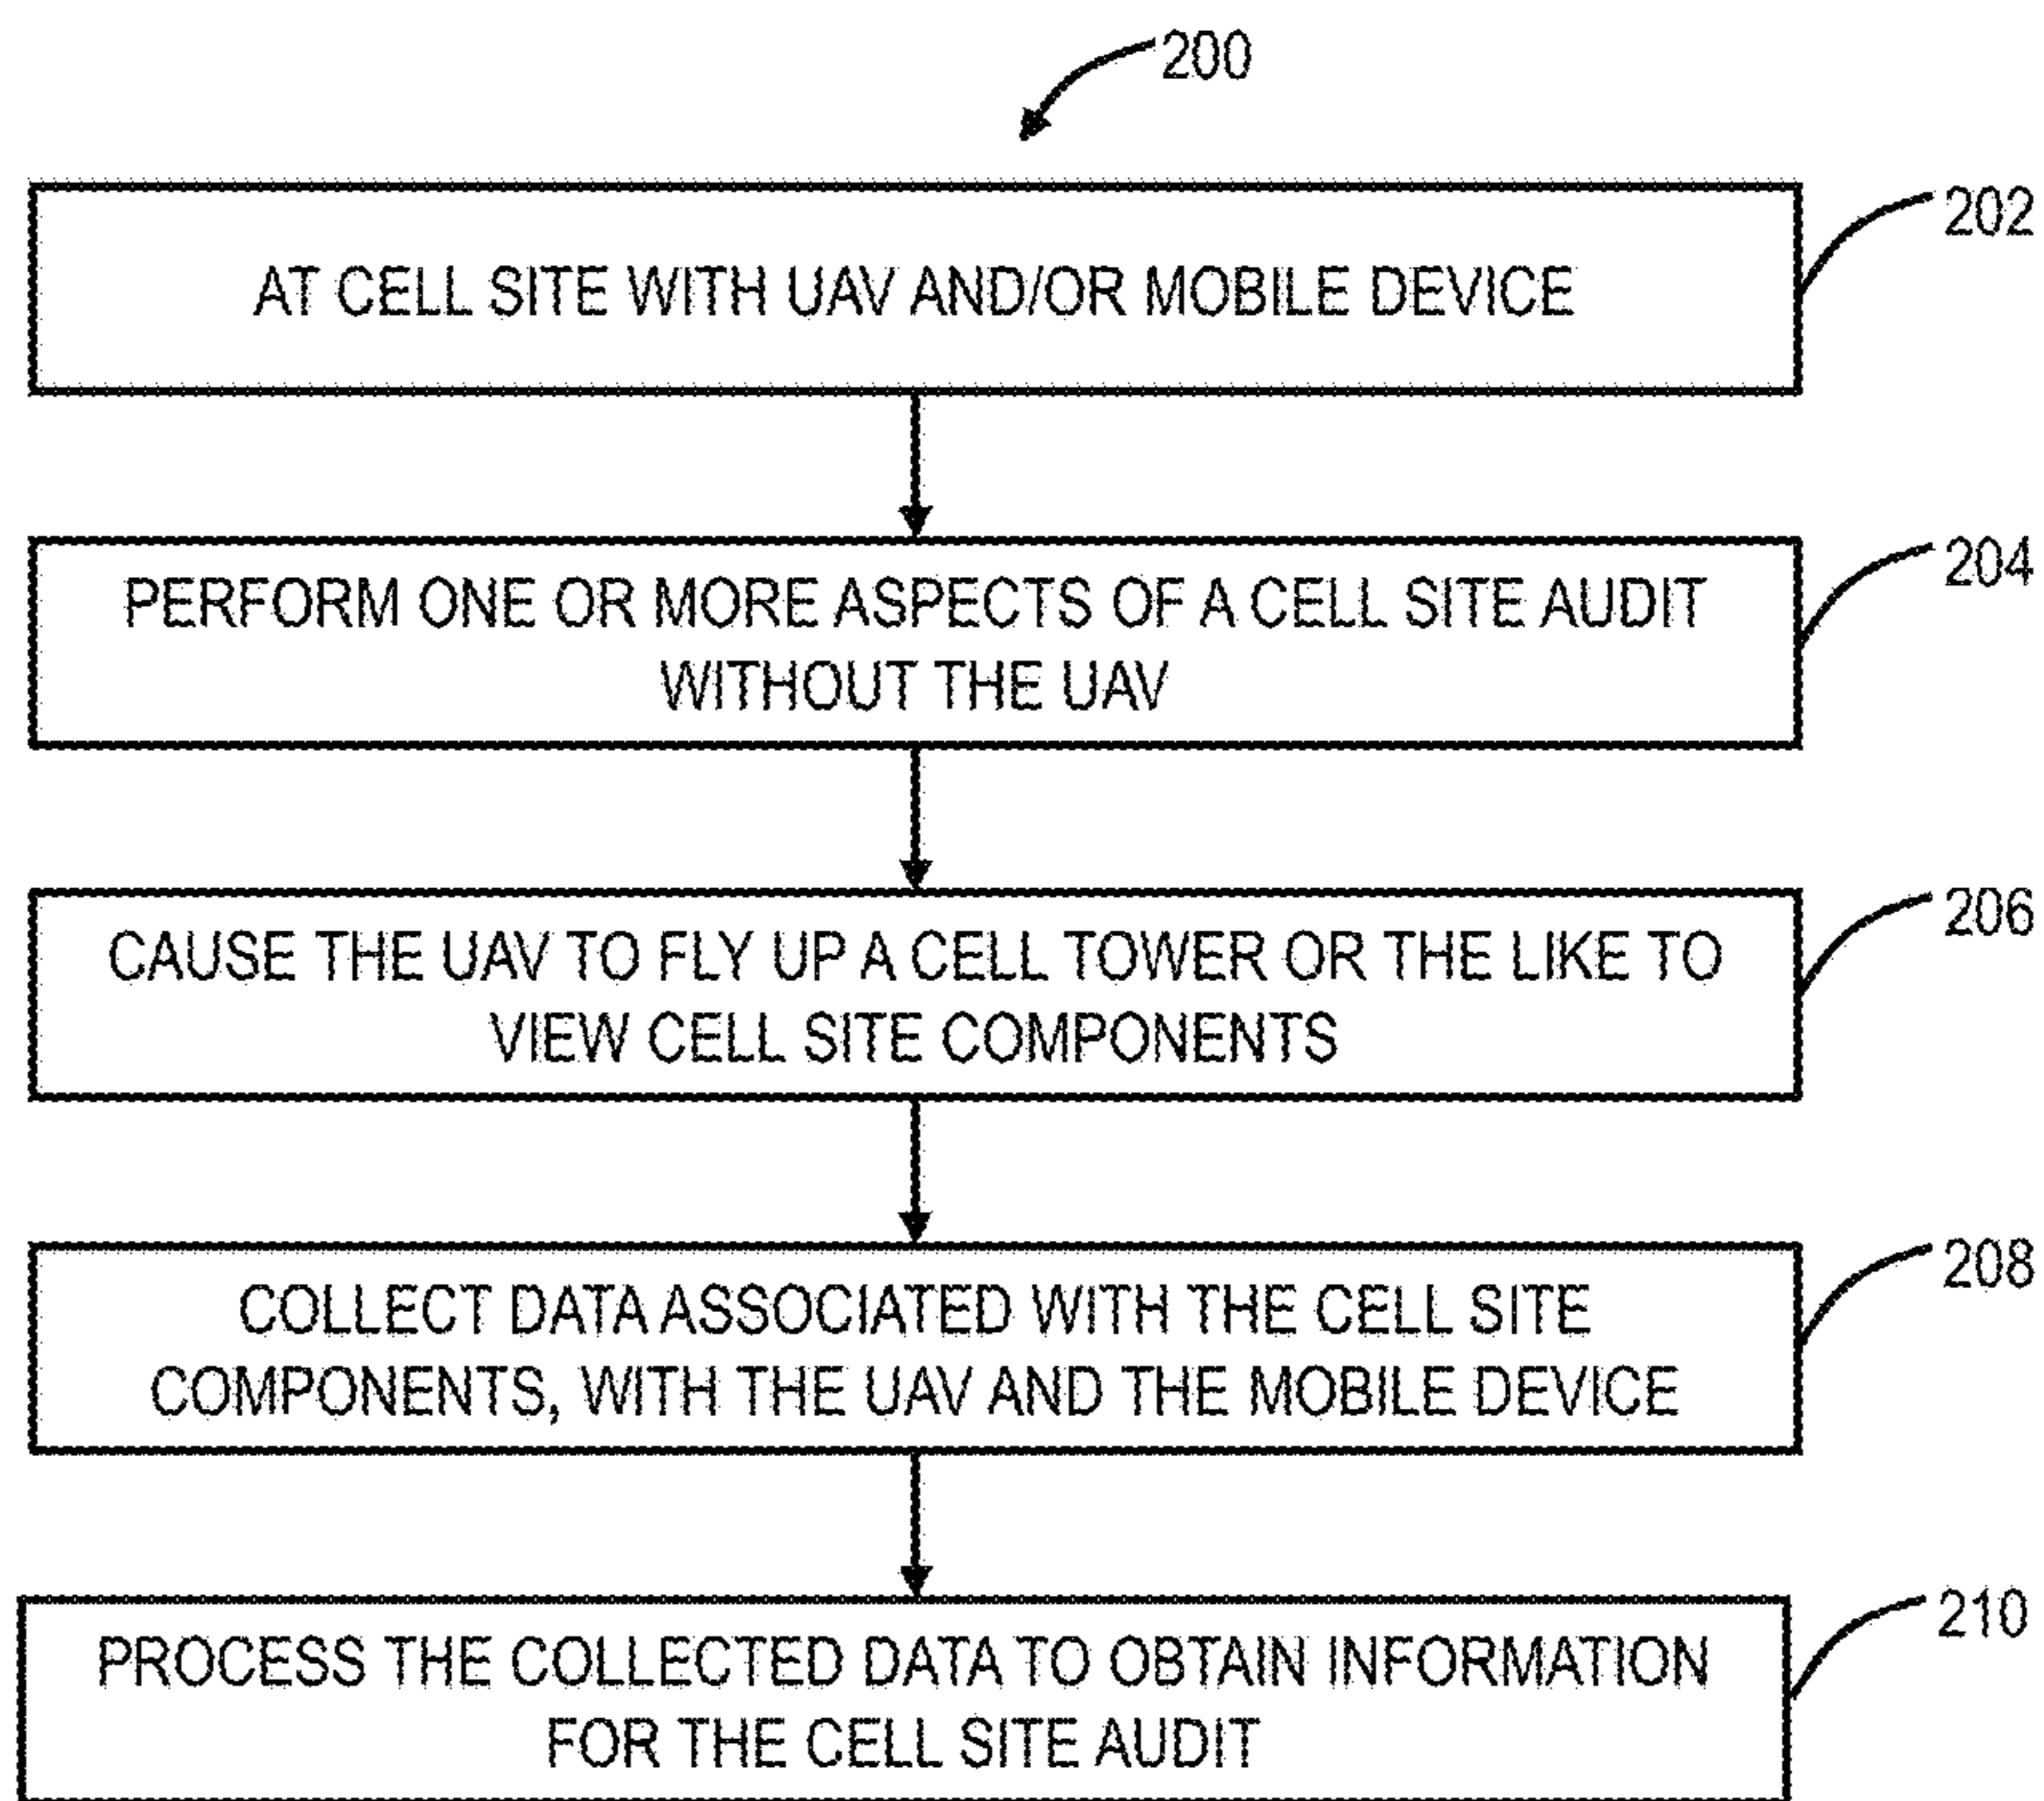 200
AT CELL SITE WITH UAV AND/OR MOBILE DEVICE
202
PERFORM ONE OR MORE ASPECTS OF A CELL SITE AUDIT
WITHOUT THE UAV
204
CAUSE THE UAV TO FLY UP A CELL TOWER OR THE LIKE TO
VIEW CELL SITE COMPONENTS
206
COLLECT DATA ASSOCIATED WITH THE CELL SITE
COMPONENTS, WITH THE UAV AND THE MOBILE DEVICE
208
PROCESS THE COLLECTED DATA TO OBTAIN INFORMATION
FOR THE CELL SITE AUDIT
210